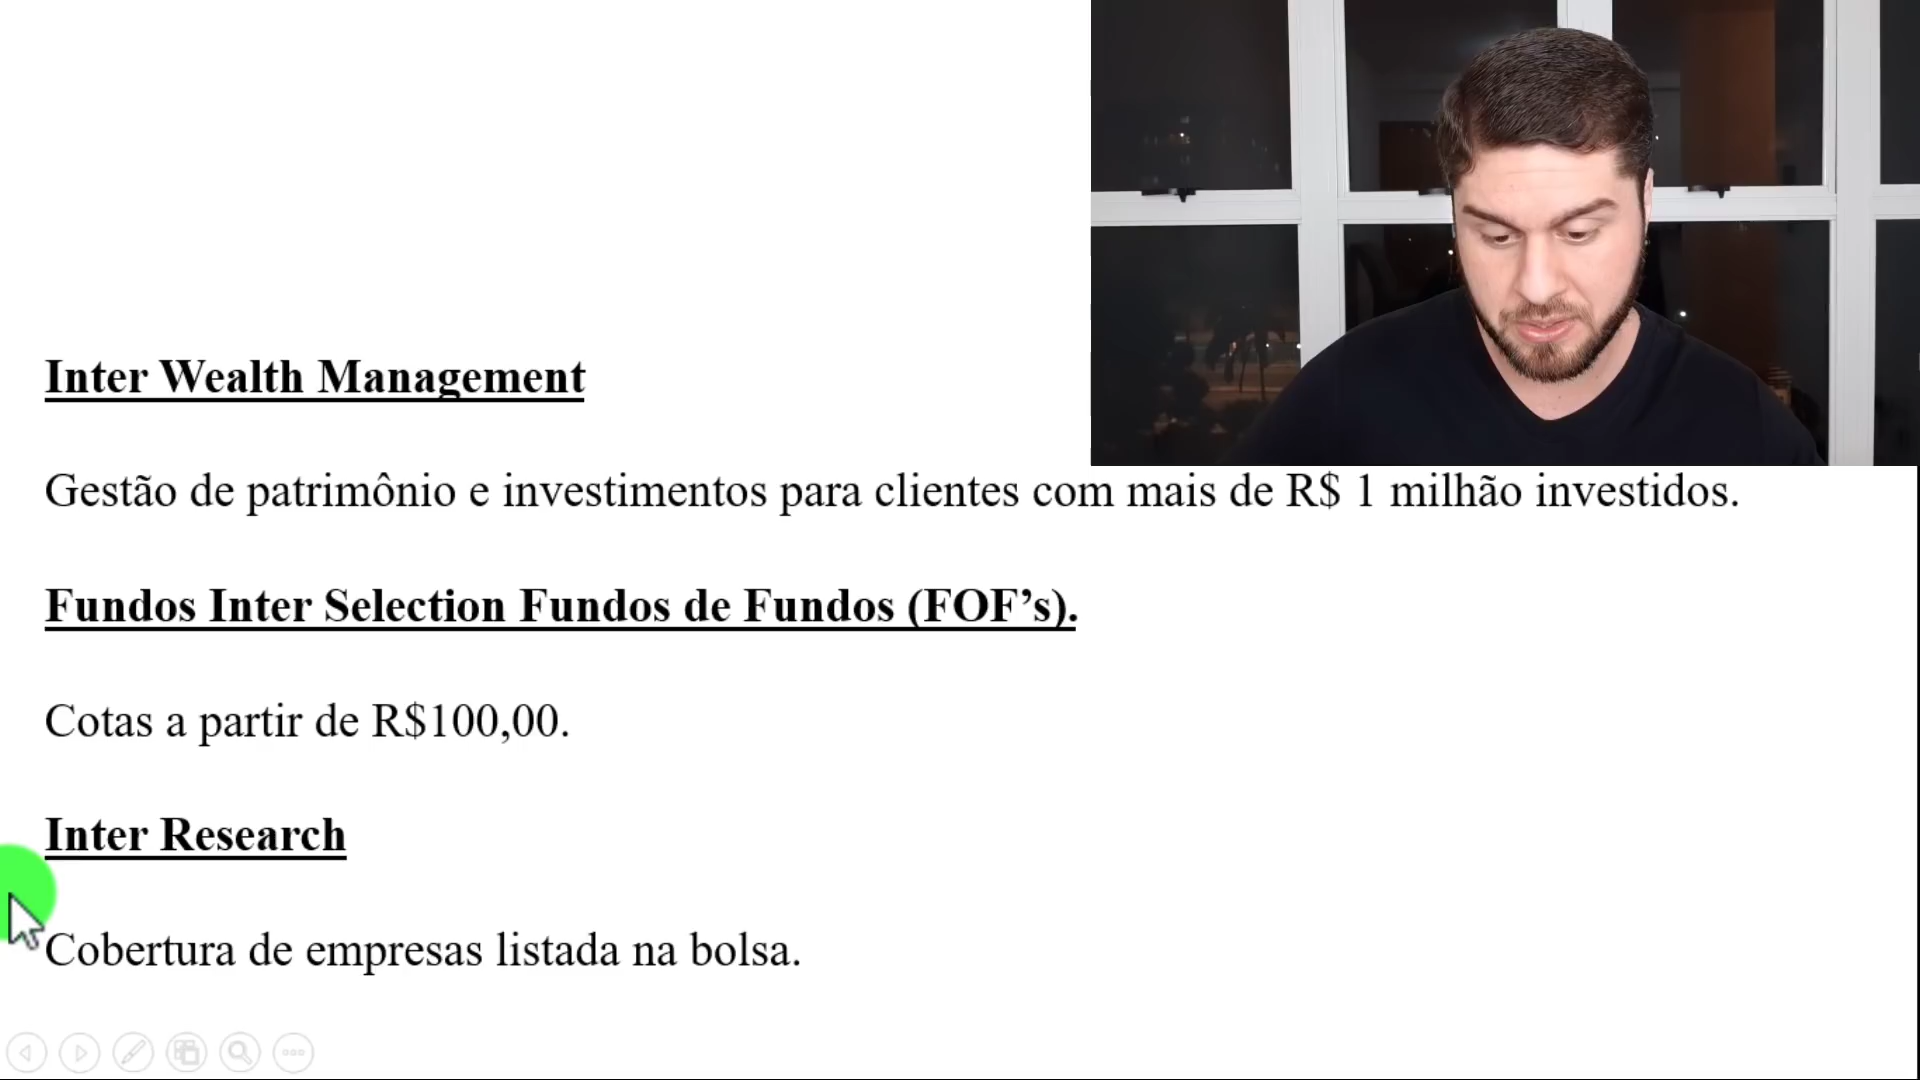 Inter Wealth Management
Gestão de patrimônio e investimentos para clientes com mais de R$ 1 milhão investidos.
Fundos Inter Selection Fundos de Fundos (FOF’s).
Cotas a partir de R$100,00.
Inter Research
Cobertura de empresas listada na bolsa.